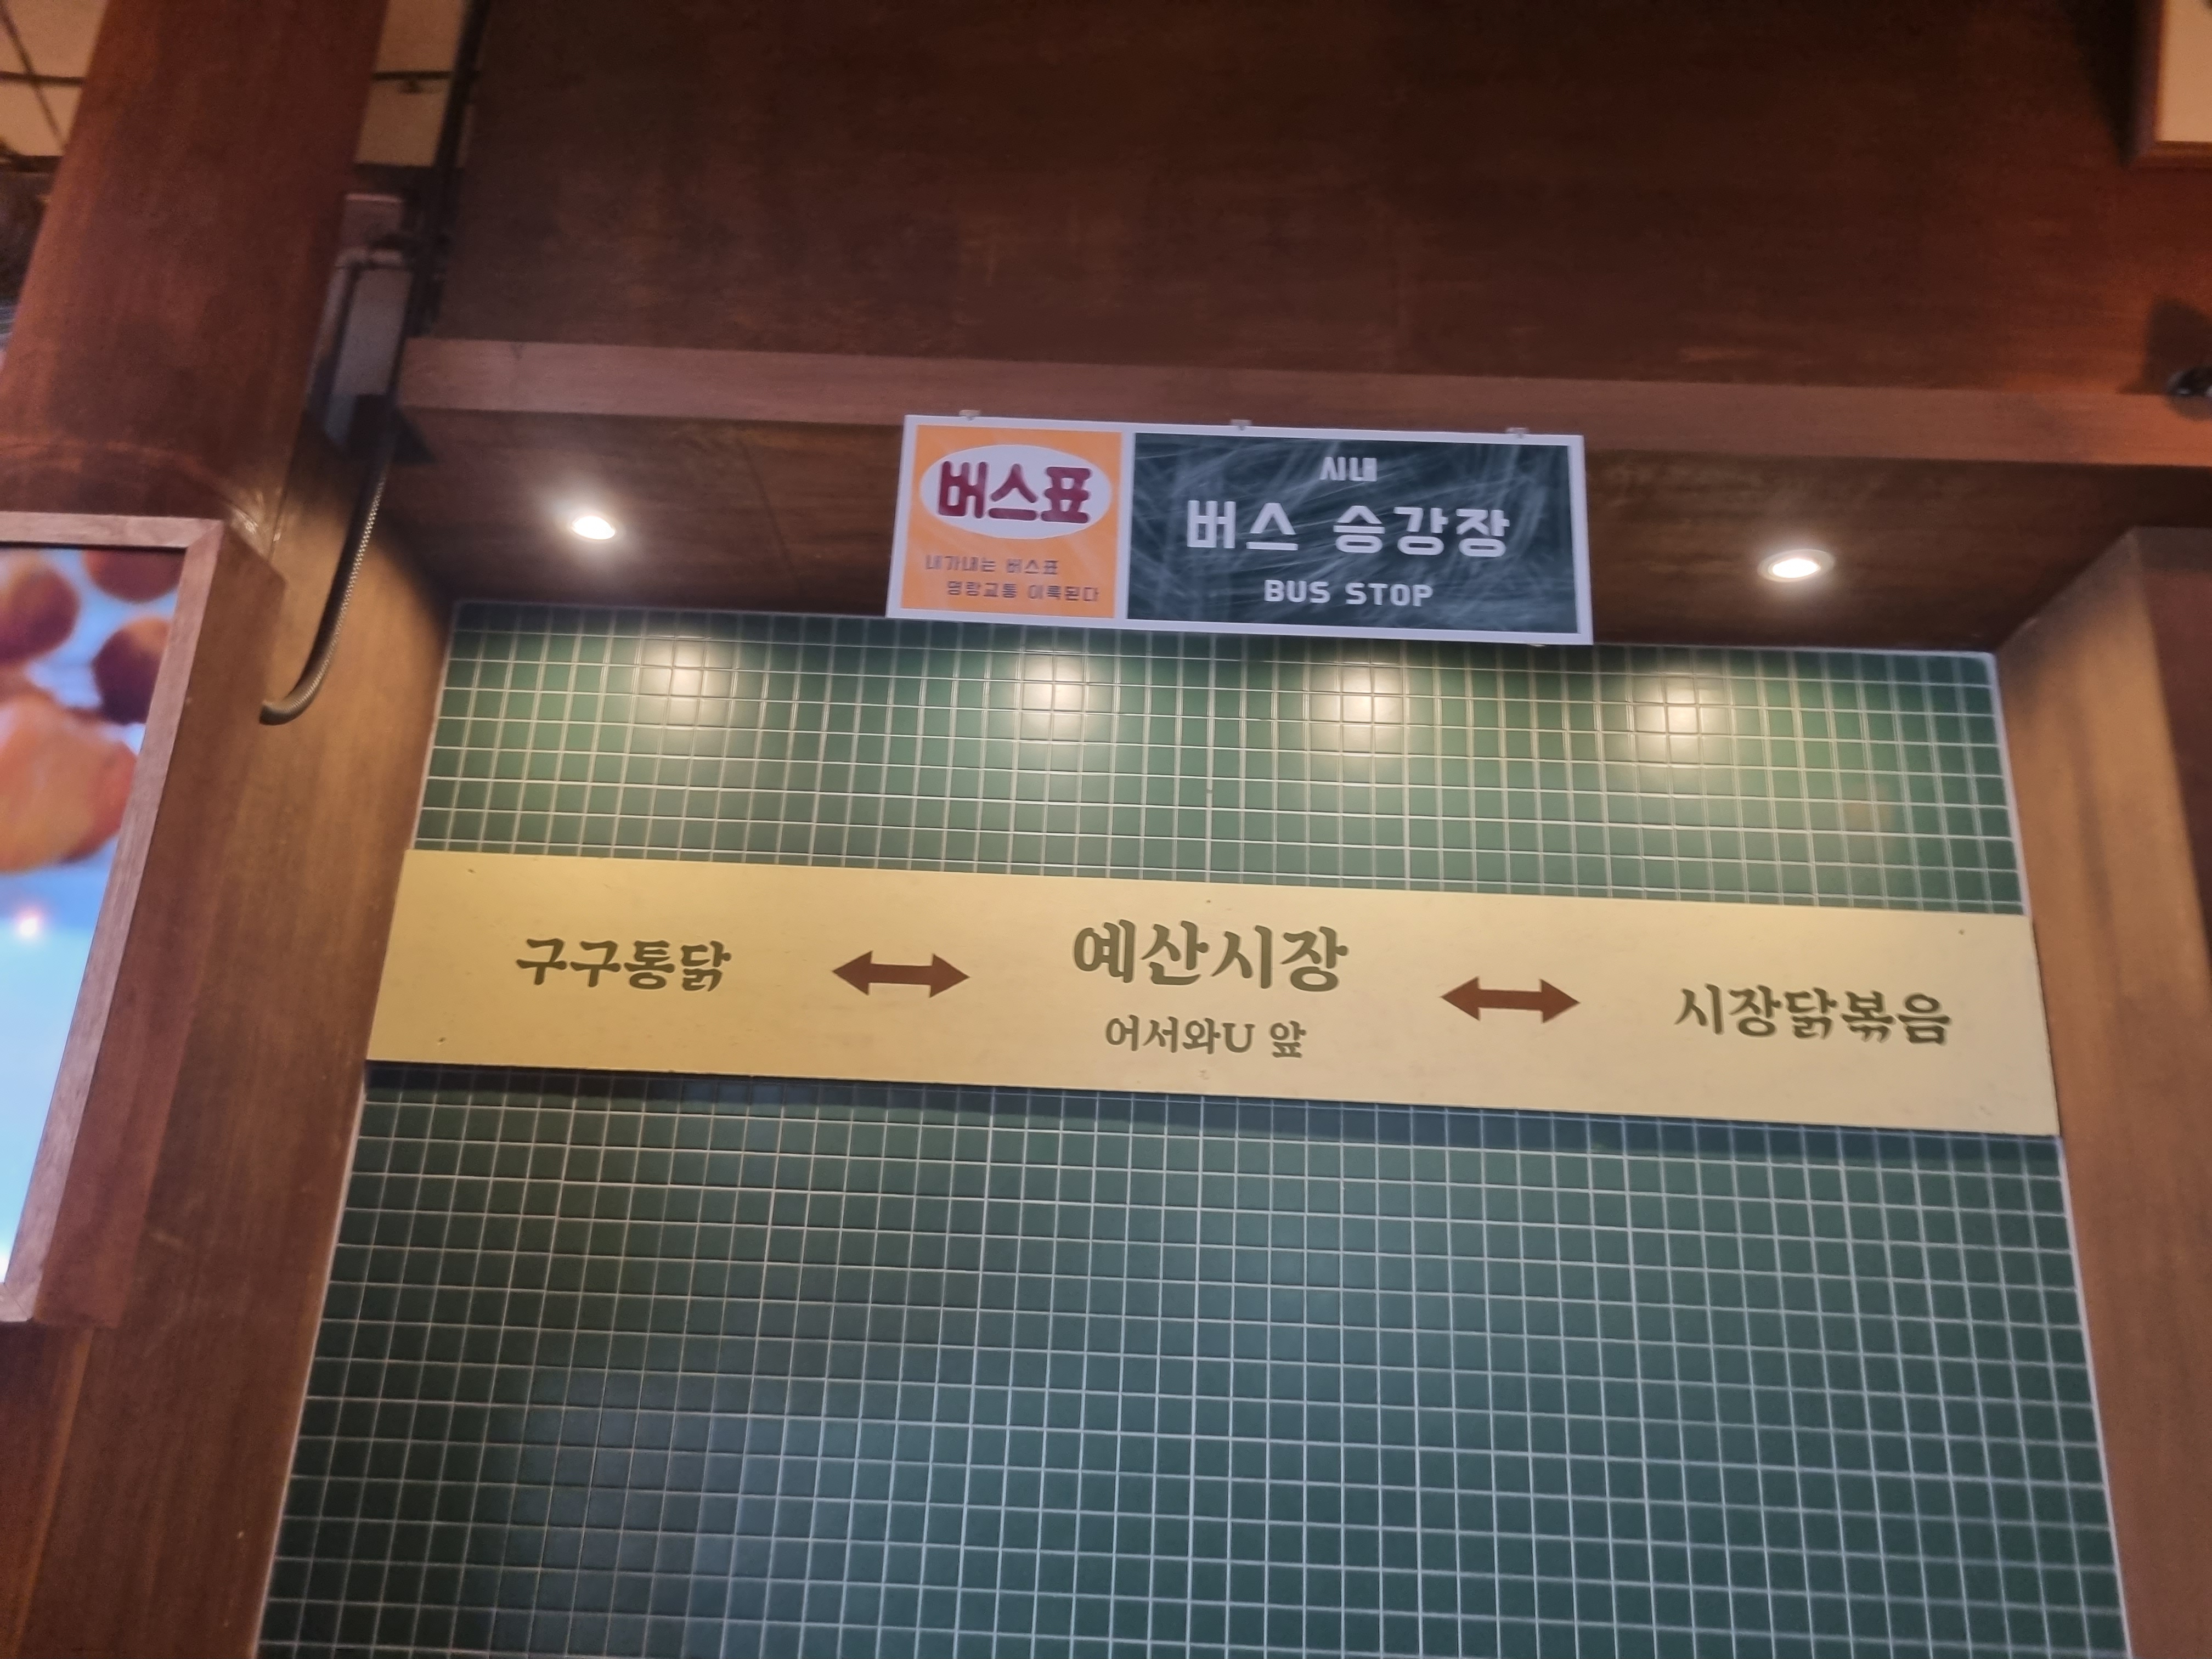 버스표
내가내는 버스표
명랑교통 이룩된다
시내
버스 승강장
BUS STOP
구구통닭
예산시장
어서와U 앞
시장닭볶음